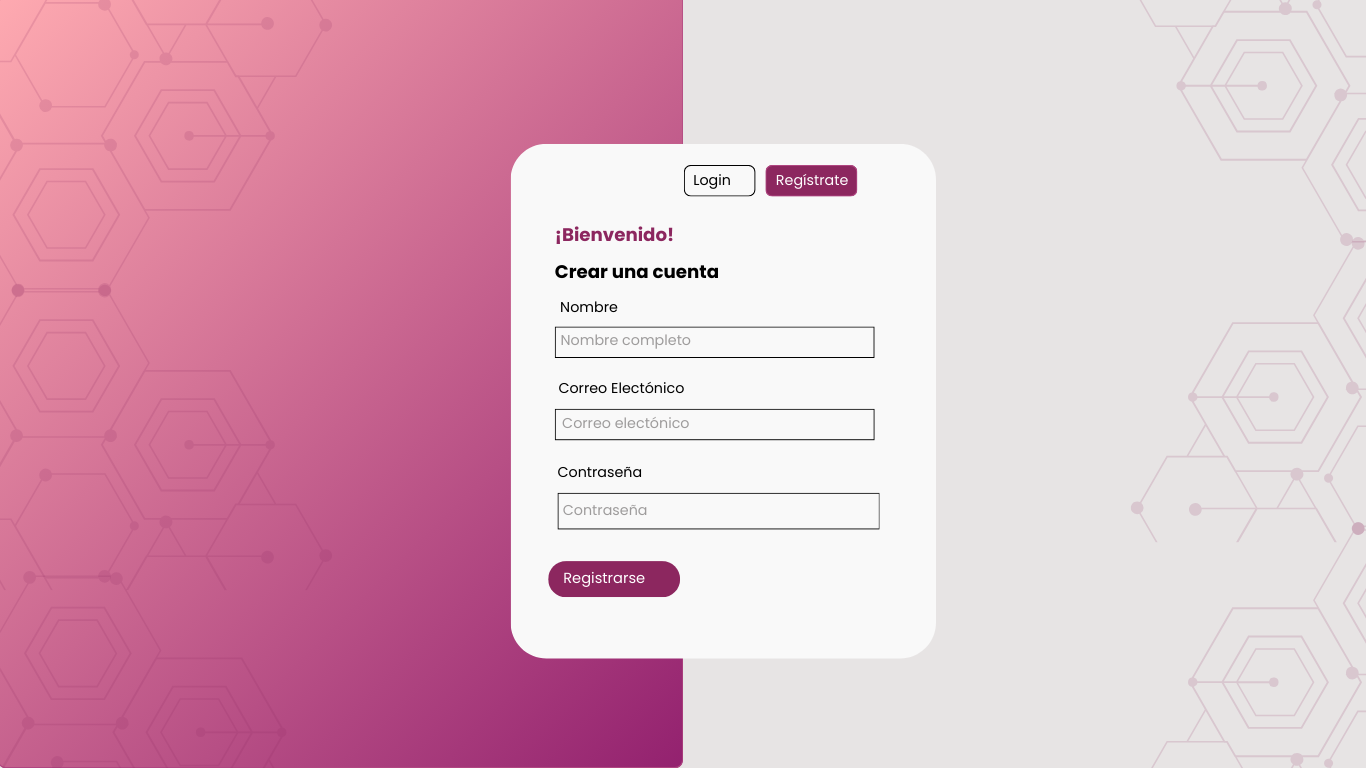 Login Regístrate
¡Bienvenido!
Crear una cuenta
Nombre
Nombre completo
Correo Electónico
Correo electónico
Contraseña
Contraseña
Registrarse